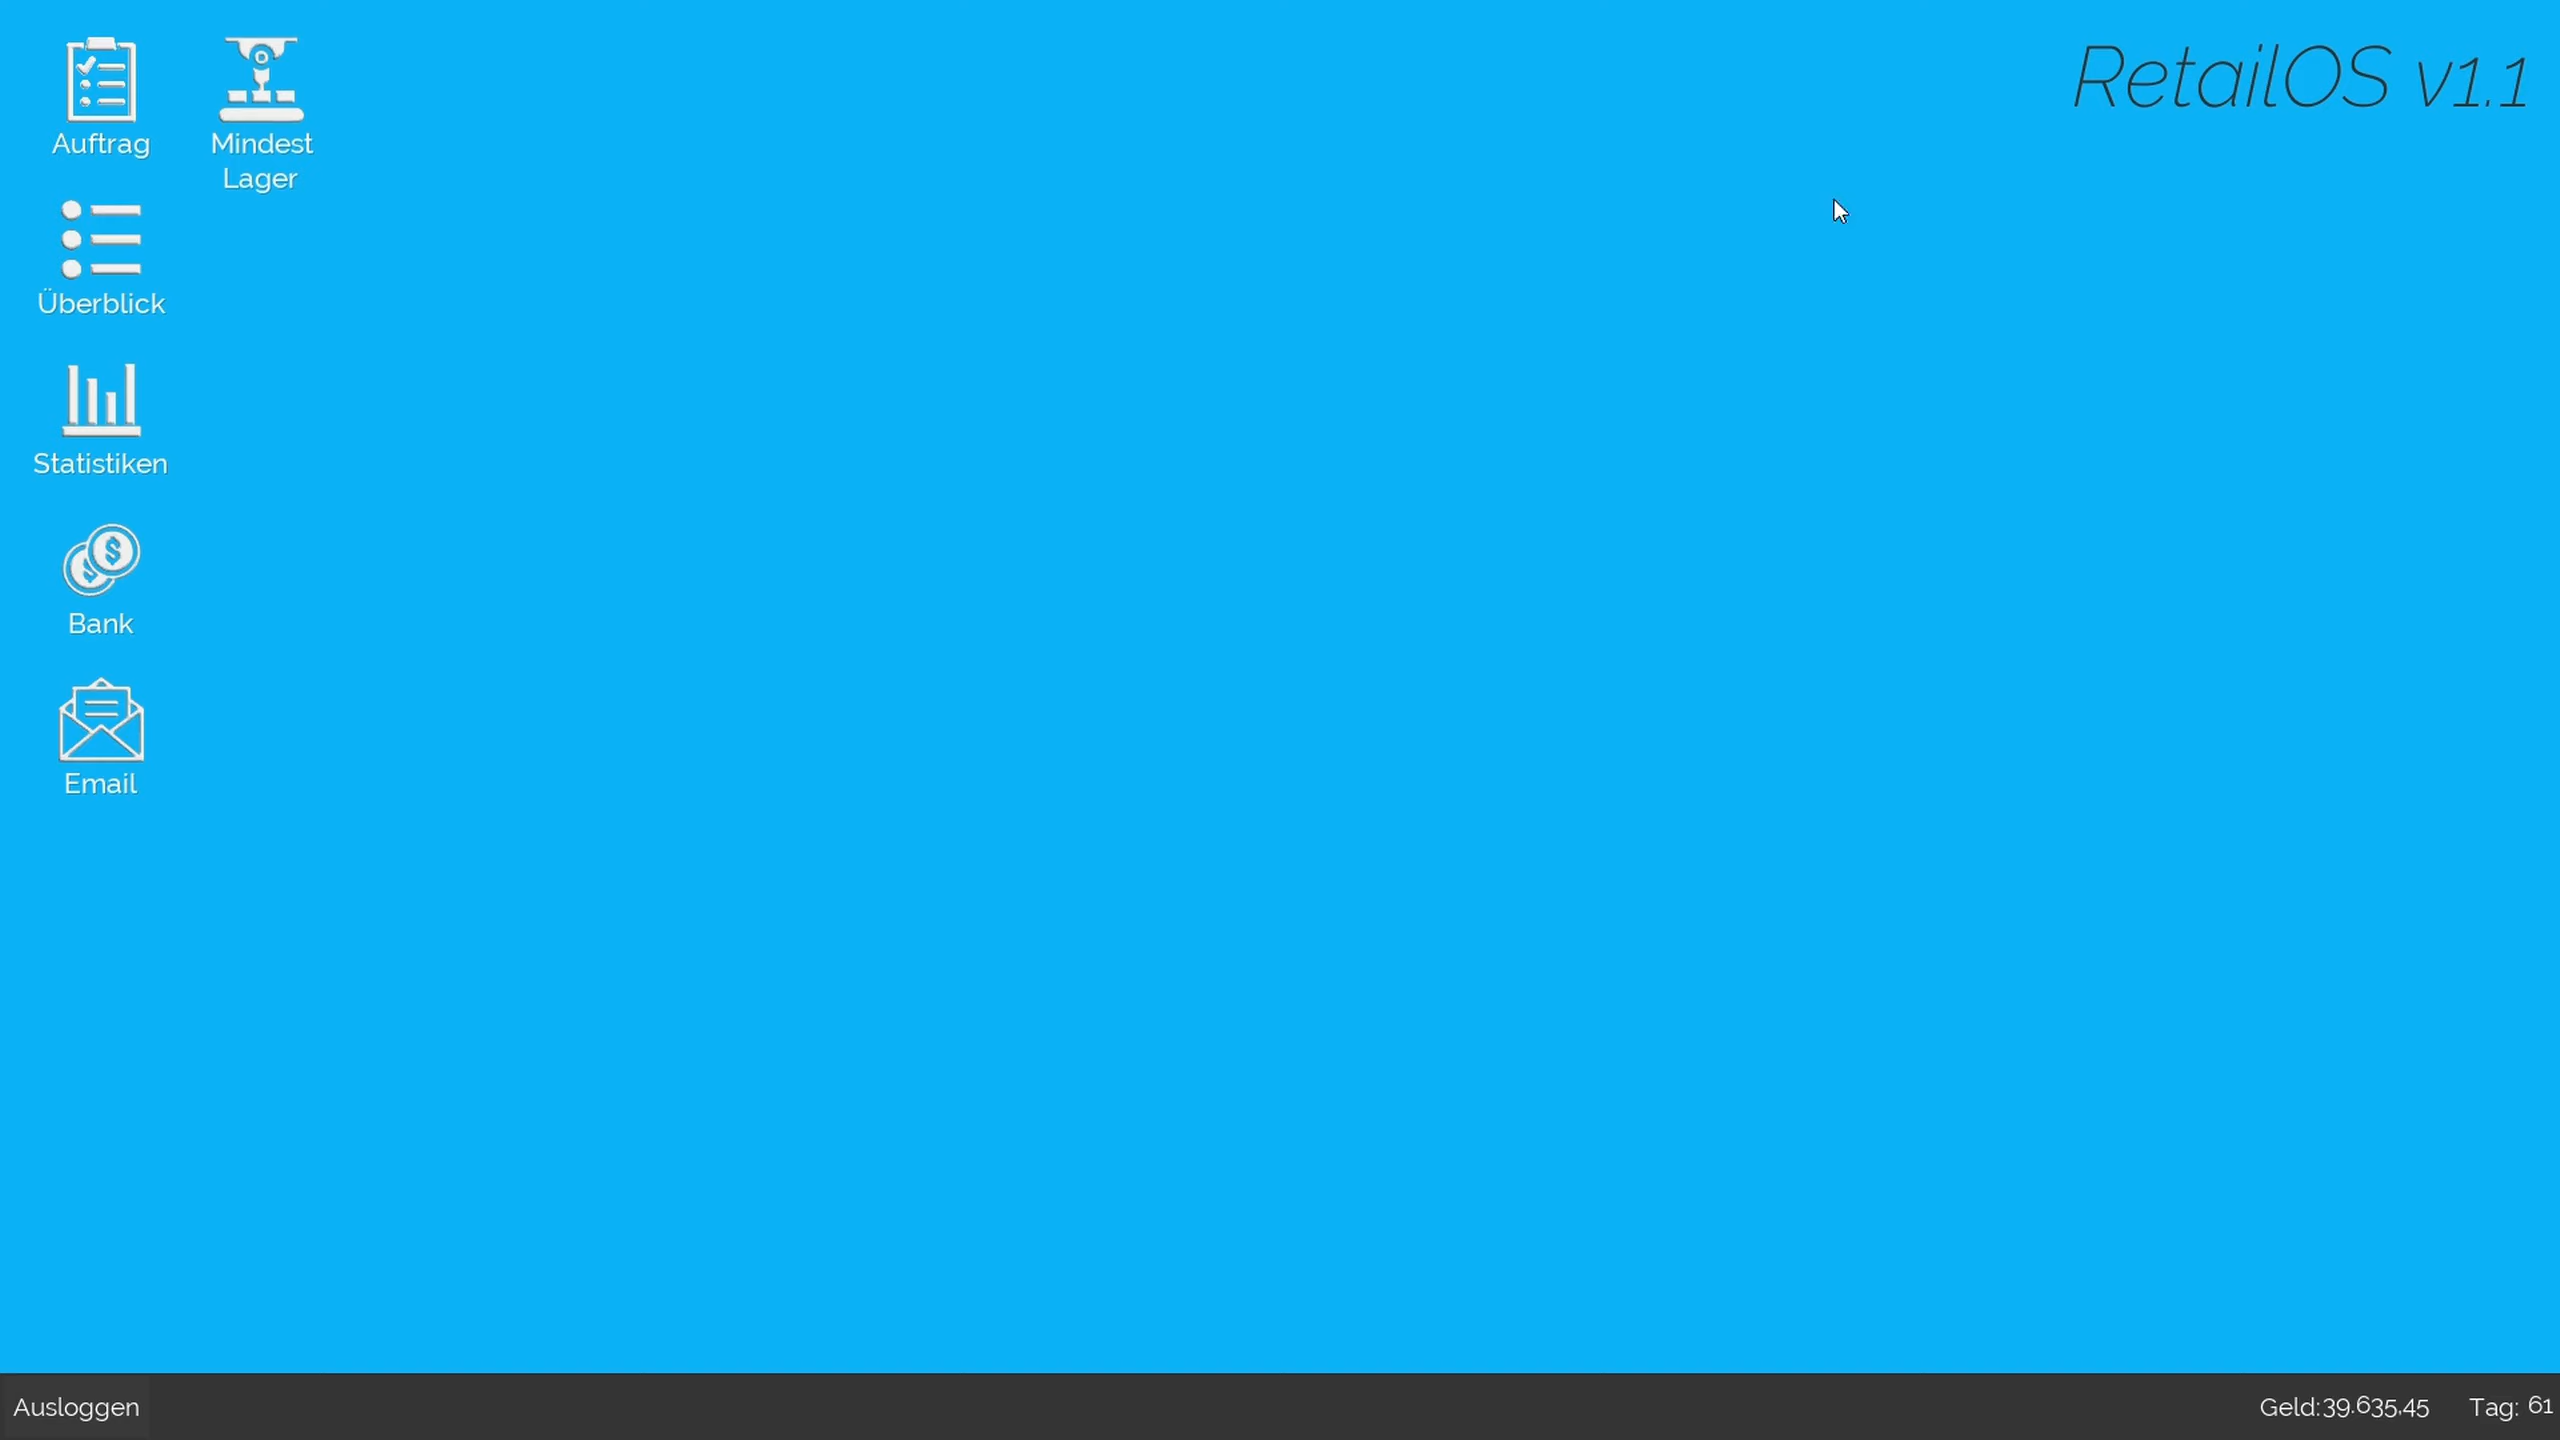 RetailOS v1.1
Auftrag
Mindest
Lager
Überblick
Statistiken
Bank
Email
Ausloggen
Geld:39.635,45
Tag: 61